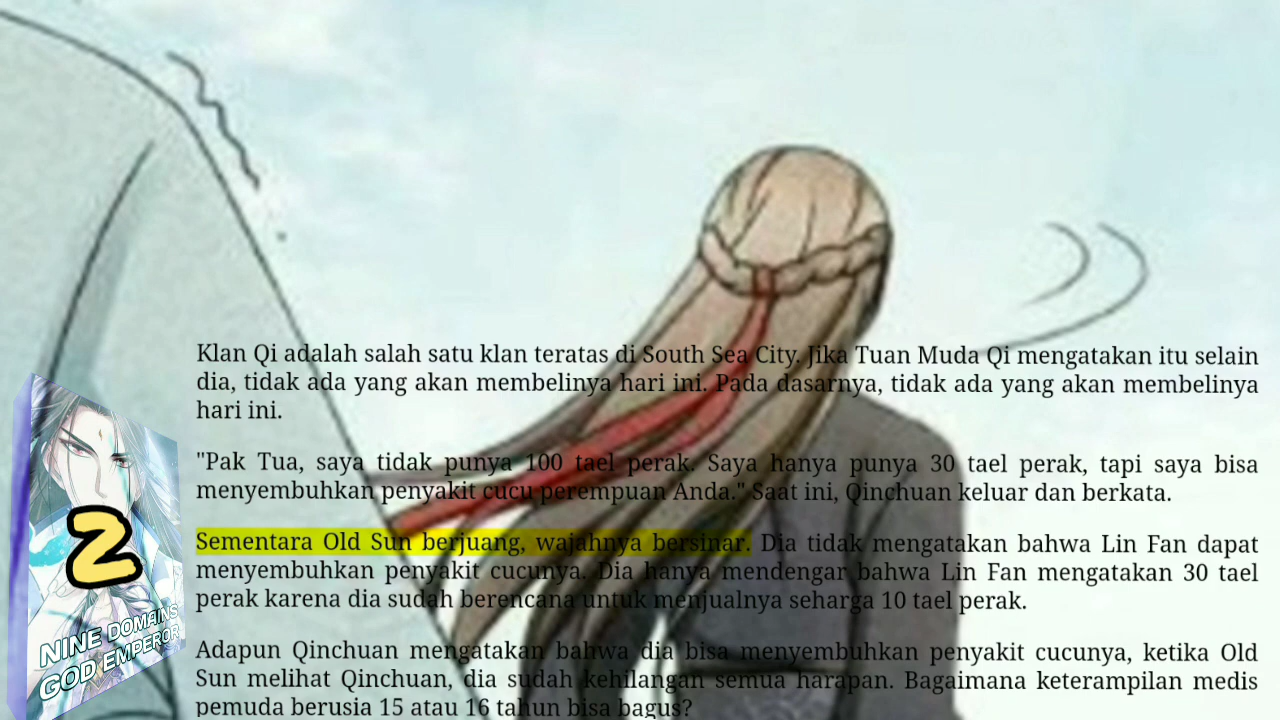 Klan Qi adalah salah satu klan teratas di South Sea City. Jika Tuan Muda Qi mengatakan itu selain
dia, tidak ada yang akan membelinya hari ini. Pada dasarnya, tidak ada yang akan membelinya
hari ini.
"Pak Tua, saya tidak punya 100 tael perak. Saya hanya punya 30 tael perak, tapi saya bisa
menyembuhkan penyakit cucu perempuan Anda." Saat ini, Qinchuan keluar dan berkata.
Sementara Old Sun berjuang, wajahnya bersinar. Dia tidak mengatakan bahwa Lin Fan dapat
menyembuhkan penyakit cucunya. Dia hanya mendengar bahwa Lin Fan mengatakan 30 tael
perak karena dia sudah berencana untuk menjualnya seharga 10 tael perak.
Adapun Qinchuan mengatakan bahwa dia bisa menyembuhkan penyakit cucunya, ketika Old
Sun melihat Qinchuan, dia sudah kehilangan semua harapan. Bagaimana keterampilan medis
pemuda berusia 15 atau 16 tahun bisa bagus?
2
NINE DOMAINS
GOD EMPEROR